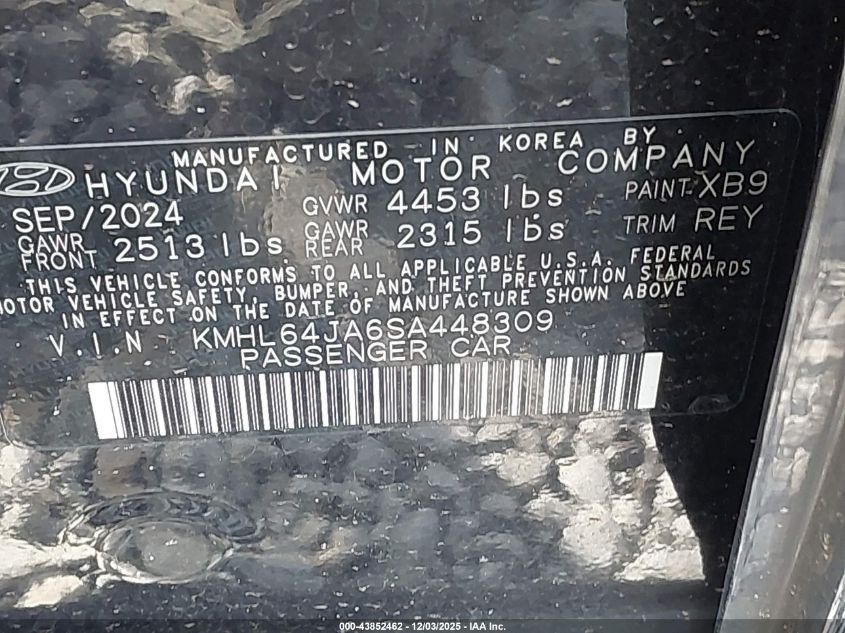 MANUFACTURED IN KOREA BY
HYUNDAI MOTOR COMPANY
SEP/2024 GVWR 4453 lbs PAINT XB9
GAWR FRONT 2513 lbs GAWR REAR 2315 lbs TRIM REY
THIS VEHICLE CONFORMS TO ALL APPLICABLE U.S.A. FEDERAL
MOTOR VEHICLE SAFETY, BUMPER, AND THEFT PREVENTION STANDARDS
IN EFFECT ON THE DATE OF MANUFACTURE SHOWN ABOVE
V.I.N KMHL64JA6SA448309
PASSENGER CAR
000-43852462 - 12/03/2025 - IAA Inc.